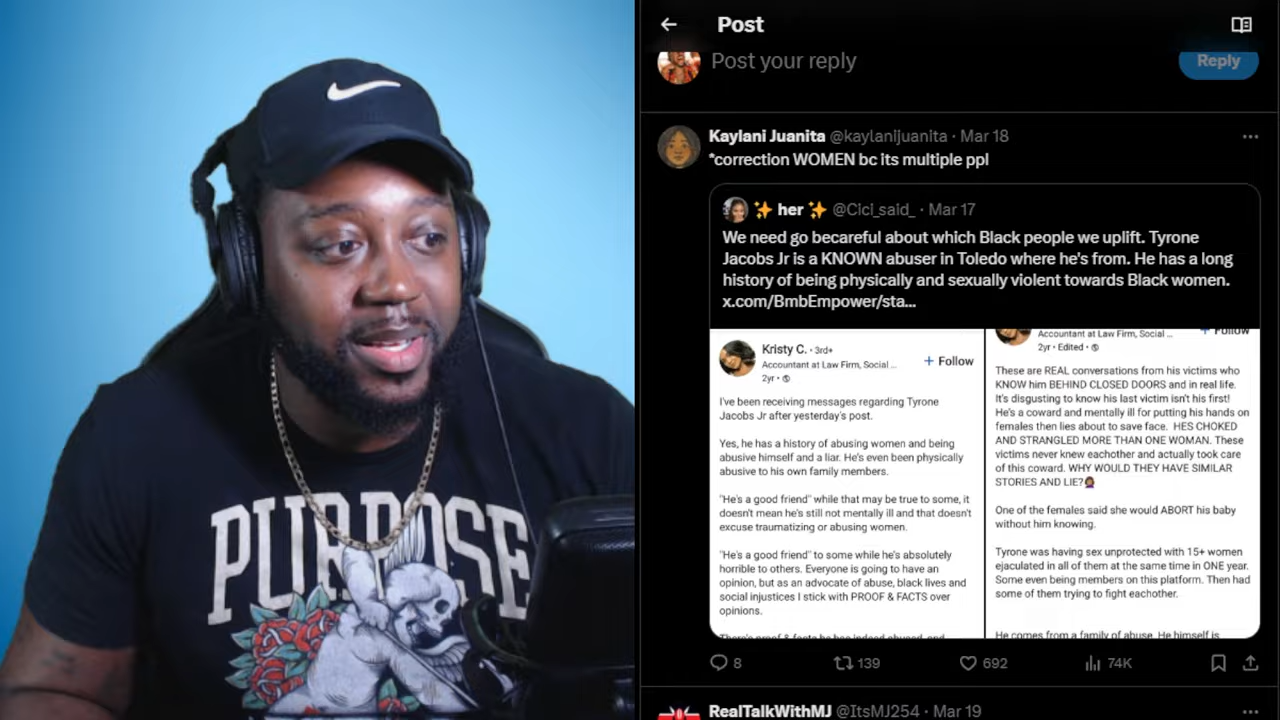 PURPOSE
Post
Post your reply
Reply
Kaylani Juanita @kaylanijuanita · Mar 18
*correction WOMEN bc its multiple ppl
her @Cici_said_ · Mar 17
We need go becareful about which Black people we uplift. Tyrone
Jacobs Jr is a KNOWN abuser in Toledo where he's from. He has a long
history of being physically and sexually violent towards Black women.
x.com/BmbEmpower/sta...
Kristy C. · 3rd+
Accountant at Law Firm, Social ...
2yr ·
+ Follow
I've been receiving messages regarding Tyrone
Jacobs Jr after yesterday's post.
Yes, he has a history of abusing women and being
abusive himself and a liar. He's even been physically
abusive to his own family members.
"He's a good friend" while that may be true to some, it
doesn't mean he's still not mentally ill and that doesn't
excuse traumatizing or abusing women.
"He's a good friend" to some while he's absolutely
horrible to others. Everyone is going to have an
opinion, but as an advocate of abuse, black lives and
social injustices I stick with PROOF & FACTS over
opinions.
There's proof & facts he has indeed abused, and
Accountant at Law Firm, Social ...
2yr · Edited ·
+ Follow
These are REAL conversations from his victims who
KNOW him BEHIND CLOSED DOORS and in real life.
It's disgusting to know his last victim isn't his first!
He's a coward and mentally ill for putting his hands on
females then lies about to save face. HES CHOKED
AND STRANGLED MORE THAN ONE WOMAN. These
victims never knew eachother and actually took care
of this coward. WHY WOULD THEY HAVE SIMILAR
STORIES AND LIE?
One of the females said she would ABORT his baby
without him knowing.
Tyrone was having sex unprotected with 15+ women
ejaculated in all of them at the same time in ONE year.
Some even being members on this platform. Then had
some of them trying to fight eachother.
He comes from a family of abuse. He himself is
8
139
692
74K
RealTalkWithMJ @ItsMJ254 · Mar 19